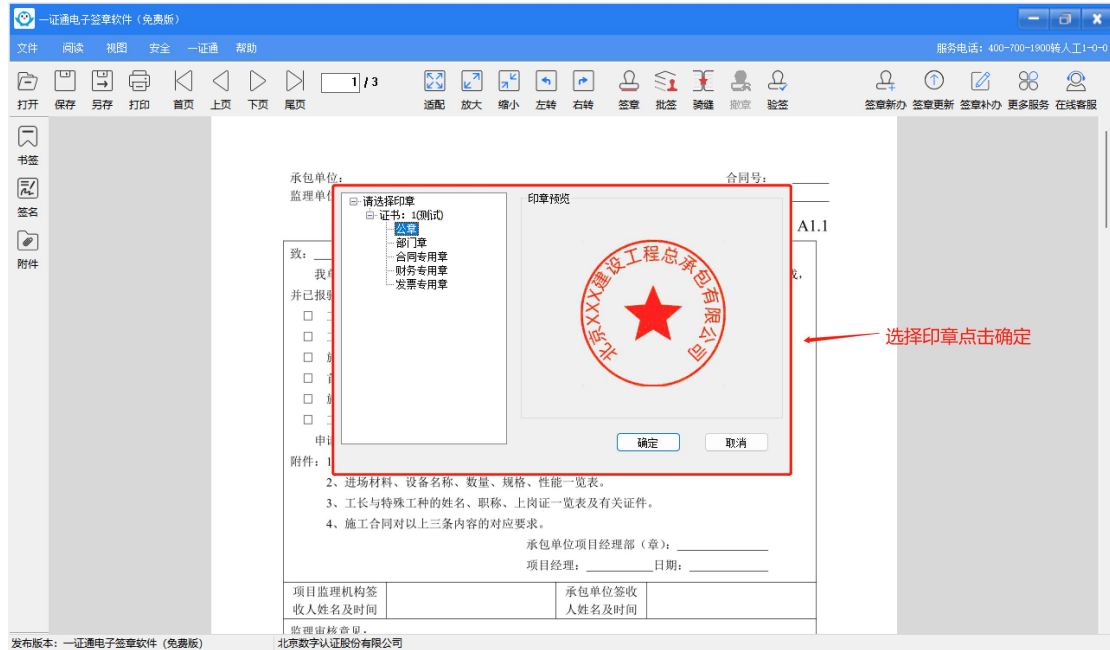 一证通电子签章软件（免费版）
文件 阅读 视图 安全 一证通 帮助 服务电话：400-700-1900转人工1-0-0
1 / 3
打开 保存 另存 打印 首页 上页 下页 尾页 适配 放大 缩小 左转 右转 签章 批签 骑缝 撤章 验签 签章新办 签章更新 签章补办 更多服务 在线客服
书签
签名
附件
承包单位： 合同号：
监理单位
A1.1
请选择印章
证书：1(测试)
公章
部门章
合同专用章
财务专用章
发票专用章
印章预览
北京XXX建设工程总承包有限公司
确定 取消
选择印章点击确定
致：
我单
并已报验
附件：1
2、进场材料、设备名称、数量、规格、性能一览表。
3、工长与特殊工种的姓名、职称、上岗证一览表及有关证件。
4、施工合同对以上三条内容的对应要求。
承包单位项目经理部（章）：
项目经理： 日期：
项目监理机构签收人姓名及时间 承包单位签收人姓名及时间
监理审核意见：
发布版本：一证通电子签章软件（免费版） 北京数字认证股份有限公司